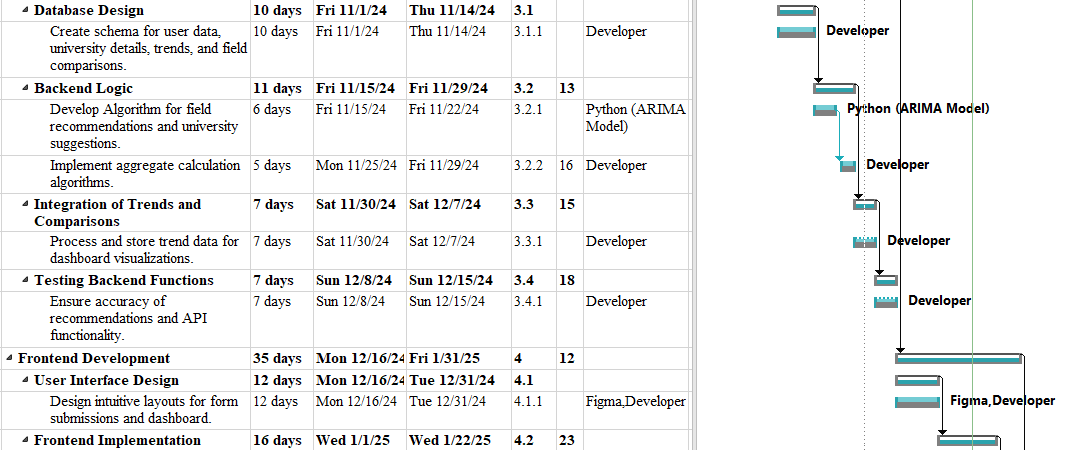 Database Design 10 days Fri 11/1/24 Thu 11/14/24 3.1
Create schema for user data, 10 days Fri 11/1/24 Thu 11/14/24 3.1.1 Developer Developer
university details, trends, and field
comparisons.
Backend Logic 11 days Fri 11/15/24 Fri 11/29/24 3.2 13
Develop Algorithm for field 6 days Fri 11/15/24 Fri 11/22/24 3.2.1 Python (ARIMA Python (ARIMA Model)
recommendations and university Model)
suggestions.
Implement aggregate calculation 5 days Mon 11/25/24 Fri 11/29/24 3.2.2 16 Developer Developer
algorithms.
Integration of Trends and 7 days Sat 11/30/24 Sat 12/7/24 3.3 15
Comparisons
Process and store trend data for 7 days Sat 11/30/24 Sat 12/7/24 3.3.1 Developer Developer
dashboard visualizations.
Testing Backend Functions 7 days Sun 12/8/24 Sun 12/15/24 3.4 18
Ensure accuracy of 7 days Sun 12/8/24 Sun 12/15/24 3.4.1 Developer Developer
recommendations and API
functionality.
Frontend Development 35 days Mon 12/16/24 Fri 1/31/25 4 12
User Interface Design 12 days Mon 12/16/24 Tue 12/31/24 4.1
Design intuitive layouts for form 12 days Mon 12/16/24 Tue 12/31/24 4.1.1 Figma,Developer Figma,Developer
submissions and dashboard.
Frontend Implementation 16 days Wed 1/1/25 Wed 1/22/25 4.2 23